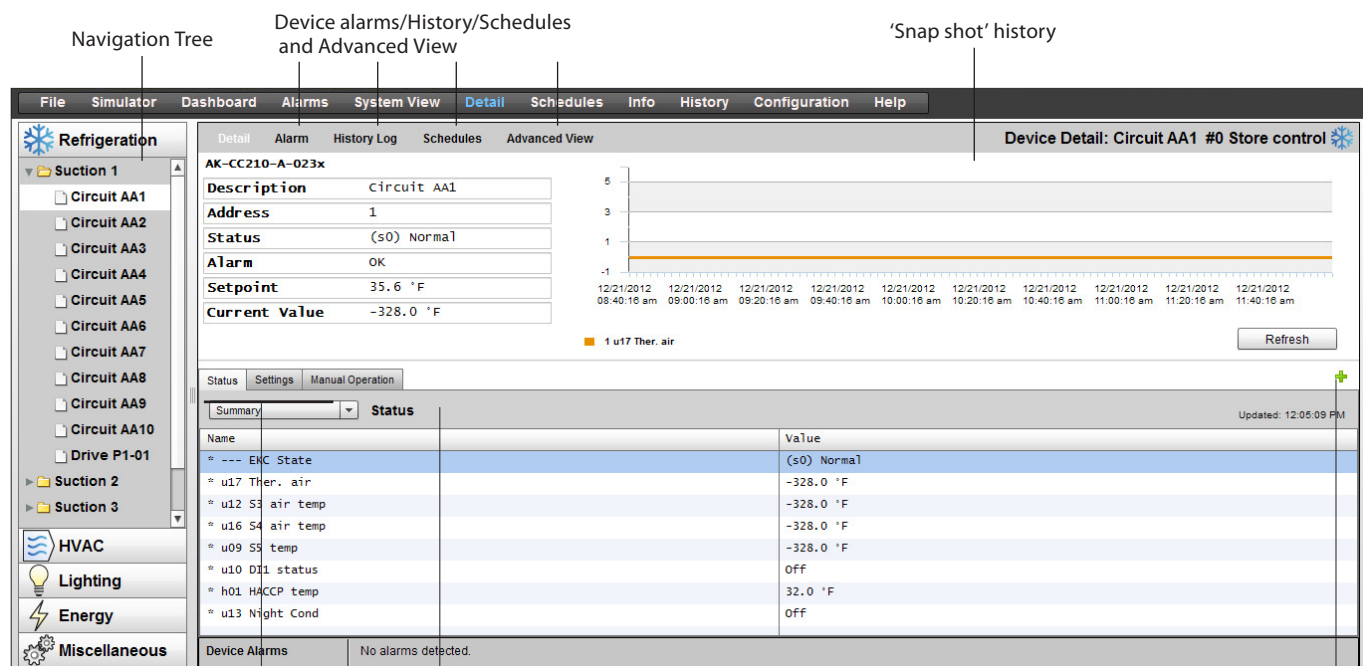 Navigation Tree
Device alarms/History/Schedules
and Advanced View
'Snap shot' history
File Simulator Dashboard Alarms System View Detail Schedules Info History Configuration Help
Refrigeration
Suction 1
Circuit AA1
Circuit AA2
Circuit AA3
Circuit AA4
Circuit AA5
Circuit AA6
Circuit AA7
Circuit AA8
Circuit AA9
Circuit AA10
Drive P1-01
Suction 2
Suction 3
HVAC
Lighting
Energy
Miscellaneous
Detail Alarm History Log Schedules Advanced View
Device Detail: Circuit AA1 #0 Store control
AK-CC210-A-023x
Description Circuit AA1
Address 1
Status (s0) Normal
Alarm OK
Setpoint 35.6 °F
Current Value -328.0 °F
5
3
1
-1
12/21/2012 12/21/2012 12/21/2012 12/21/2012 12/21/2012 12/21/2012 12/21/2012 12/21/2012 12/21/2012 12/21/2012
08:40:16 am 09:00:16 am 09:20:16 am 09:40:16 am 10:00:16 am 10:20:16 am 10:40:16 am 11:00:16 am 11:20:16 am 11:40:16 am
1 u17 Ther. air
Refresh
Status Settings Manual Operation
Summary Status
Updated: 12:05:09 PM
Name Value
* --- EKC State (s0) Normal
* u17 Ther. air -328.0 °F
* u12 S3 air temp -328.0 °F
* u16 S4 air temp -328.0 °F
* u09 S5 temp -328.0 °F
* u10 DI1 status Off
* h01 HACCP temp 32.0 °F
* u13 Night Cond Off
Device Alarms No alarms detected.